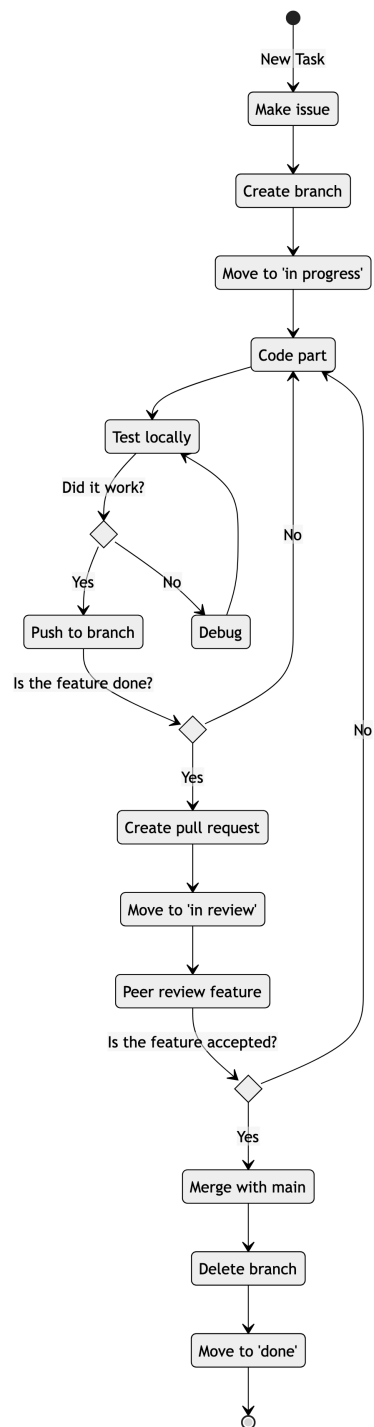 New Task
Make issue
Create branch
Move to 'in progress'
Code part
Test locally
Did it work?
No
Yes
No
Push to branch
Debug
Is the feature done?
No
Yes
Create pull request
Move to 'in review'
Peer review feature
Is the feature accepted?
Yes
Merge with main
Delete branch
Move to 'done'